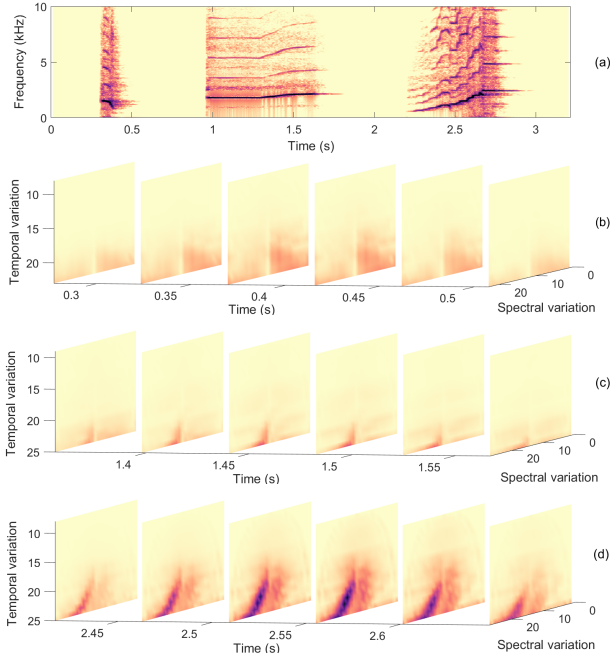 10
5
0
Frequency (kHz)
0 0.5 1 1.5 2 2.5 3
Time (s)
(a)
10
15
20
Temporal variation
0.3 0.35 0.4 0.45 0.5
Time (s)
20 10 0
Spectral variation
(b)
10
15
20
25
Temporal variation
1.4 1.45 1.5 1.55
Time (s)
20 10 0
Spectral variation
(c)
10
15
20
25
Temporal variation
2.45 2.5 2.55 2.6
Time (s)
20 10 0
Spectral variation
(d)